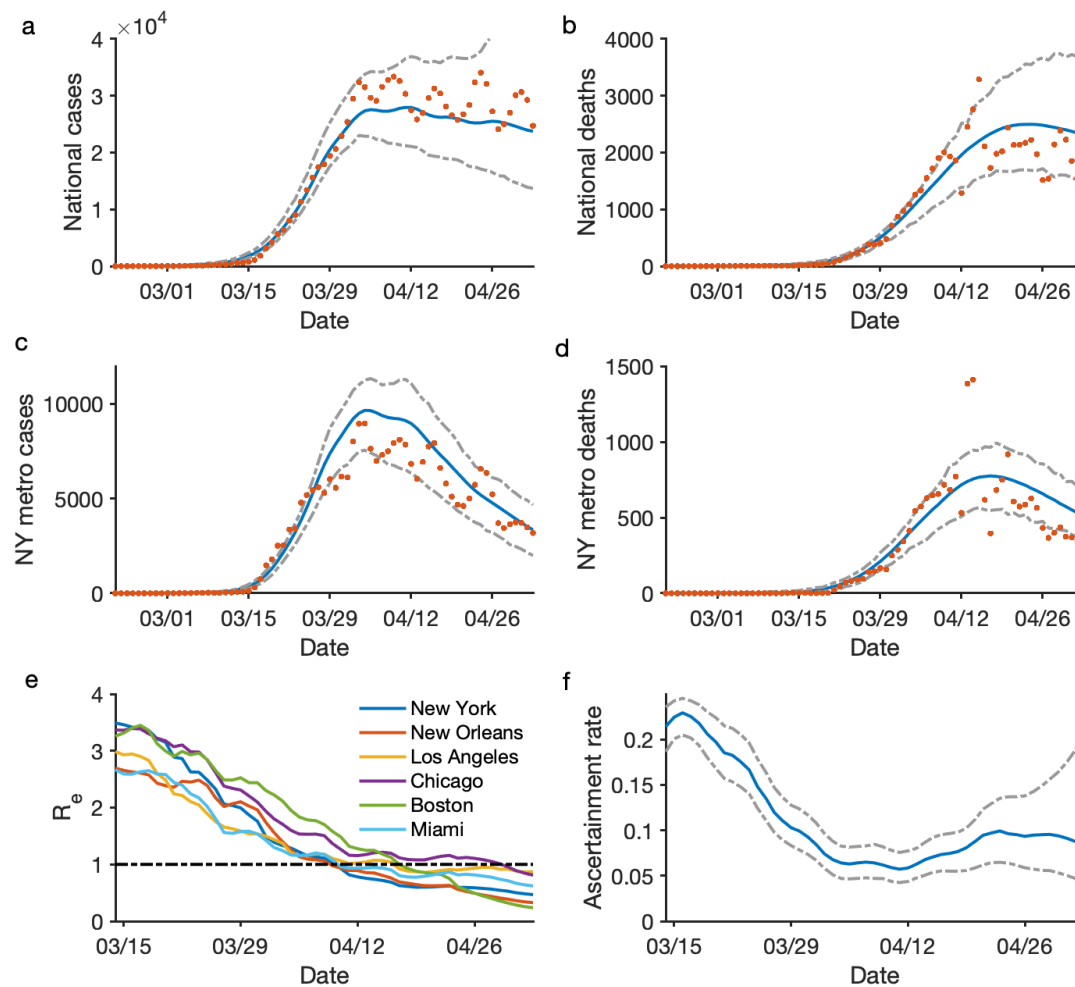 a
×10⁴
National cases
4
3
2
1
0
03/01 03/15 03/29 04/12 04/26
Date
b
National deaths
4000
3000
2000
1000
0
03/01 03/15 03/29 04/12 04/26
Date
c
NY metro cases
10000
5000
0
03/01 03/15 03/29 04/12 04/26
Date
d
NY metro deaths
1500
1000
500
0
03/01 03/15 03/29 04/12 04/26
Date
e
Rₑ
4
3
2
1
0
New York
New Orleans
Los Angeles
Chicago
Boston
Miami
03/15 03/29 04/12 04/26
Date
f
Ascertainment rate
0.2
0.15
0.1
0.05
0
03/15 03/29 04/12 04/26
Date